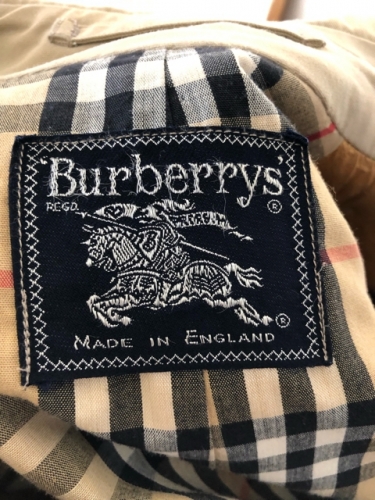 'Burberrys'
REGD.
®
®
MADE IN ENGLAND